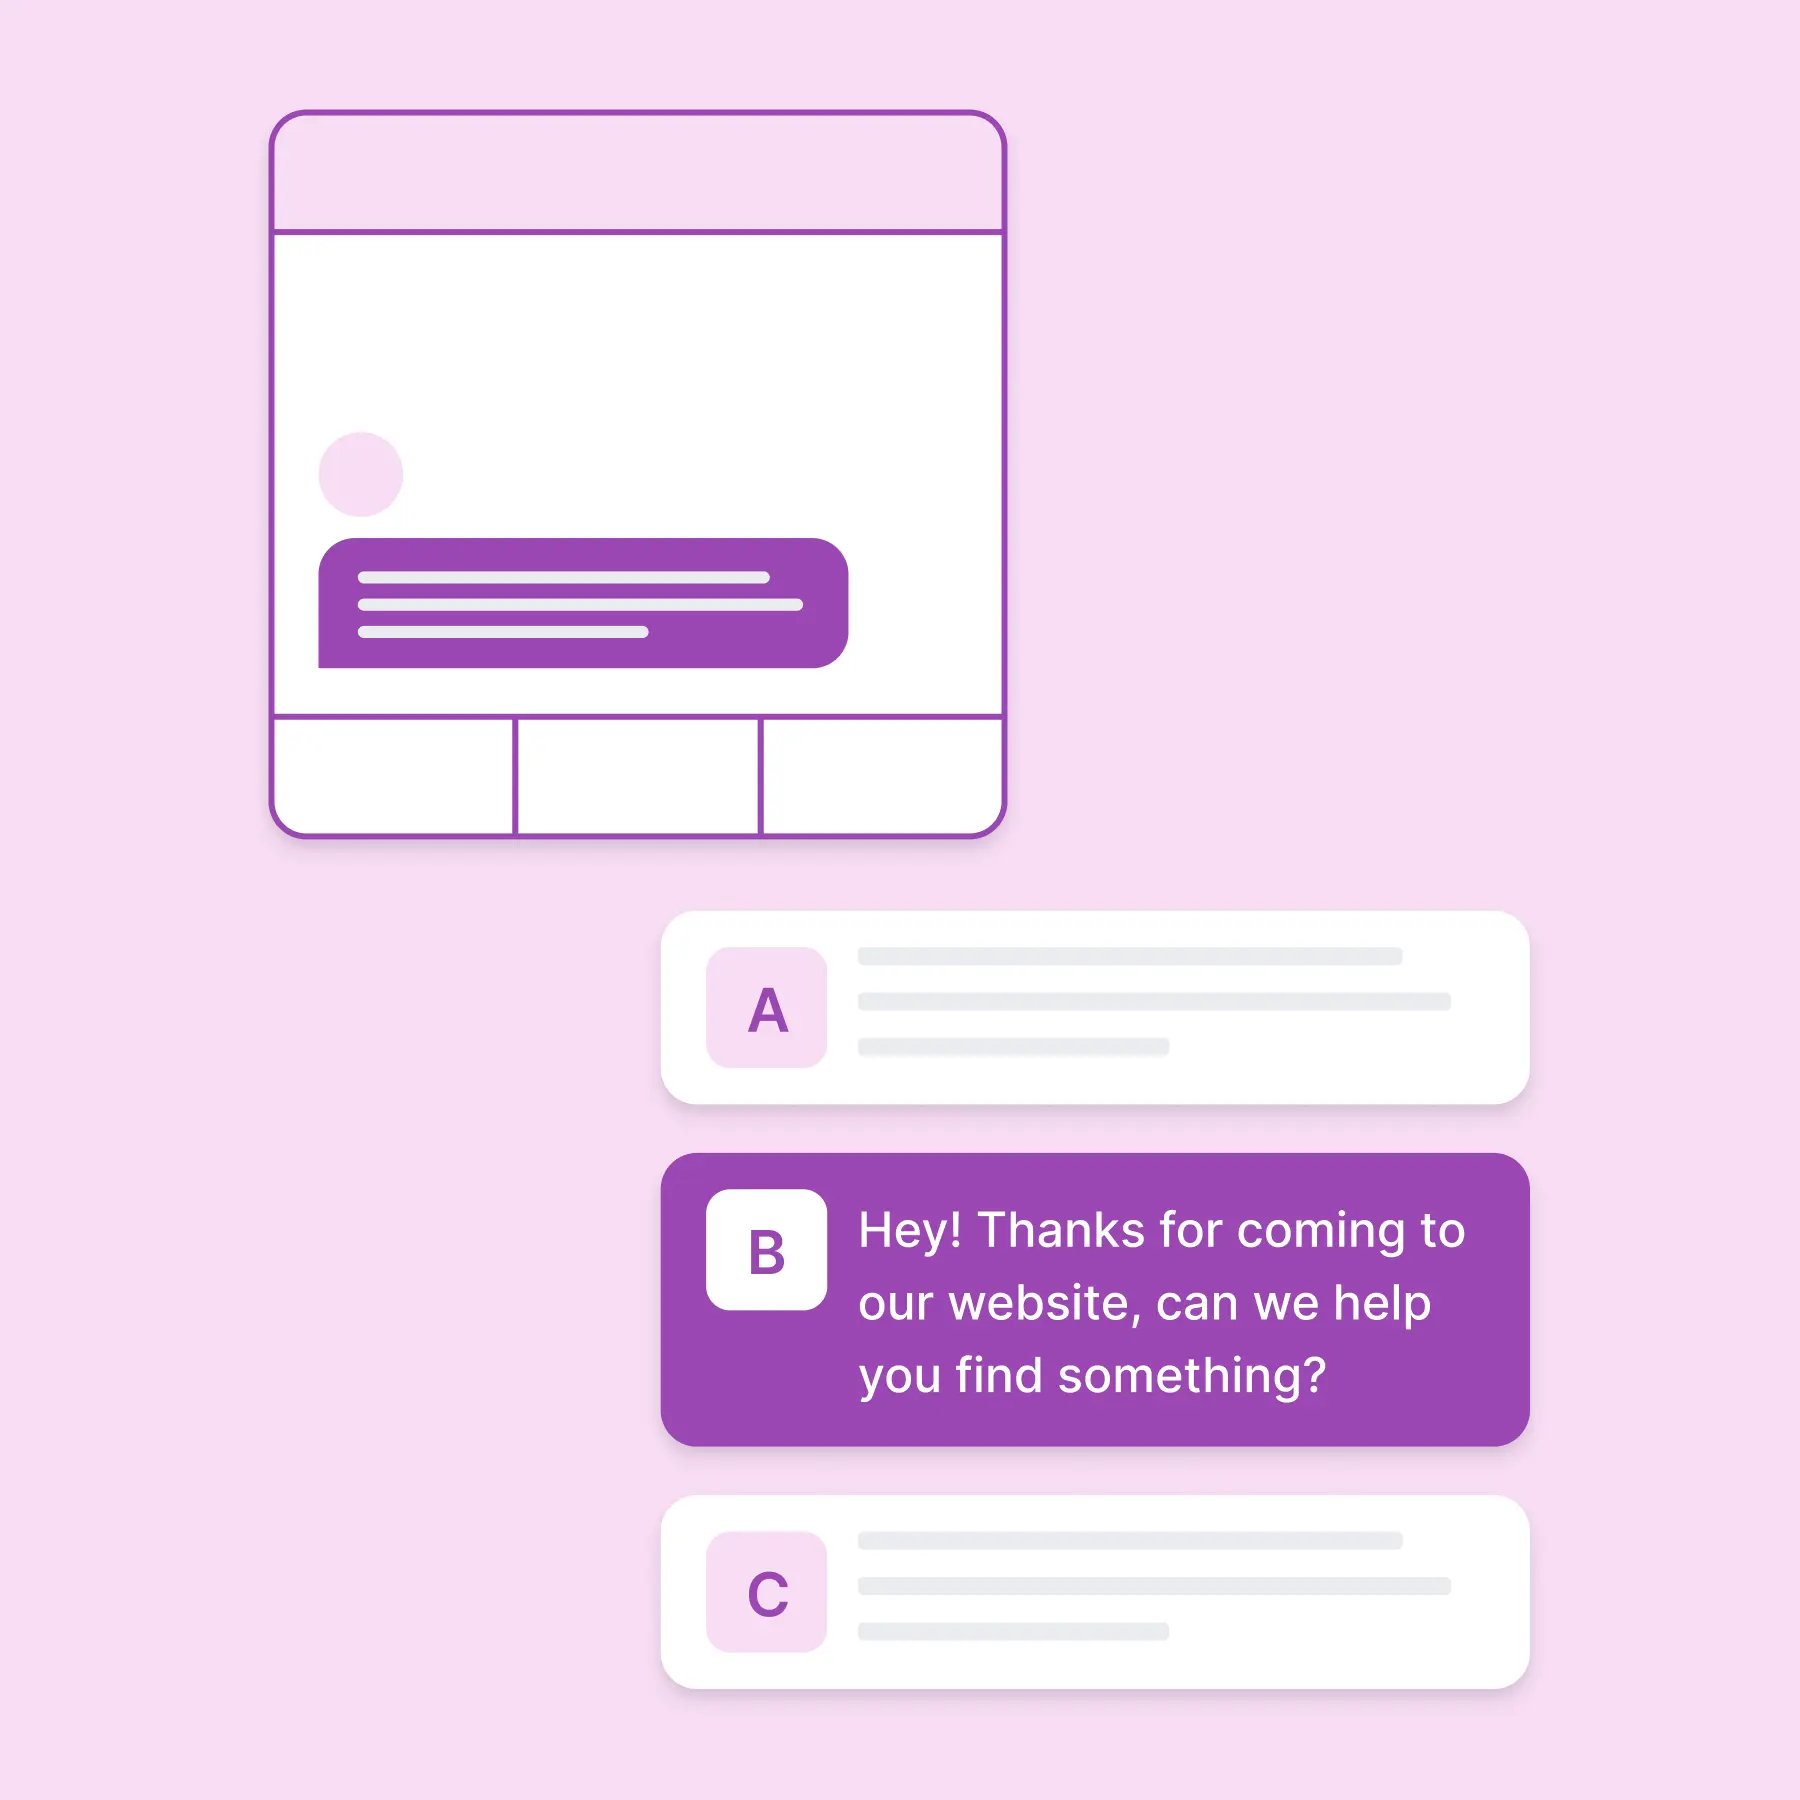 A
B
Hey! Thanks for coming to
our website, can we help
you find something?
C